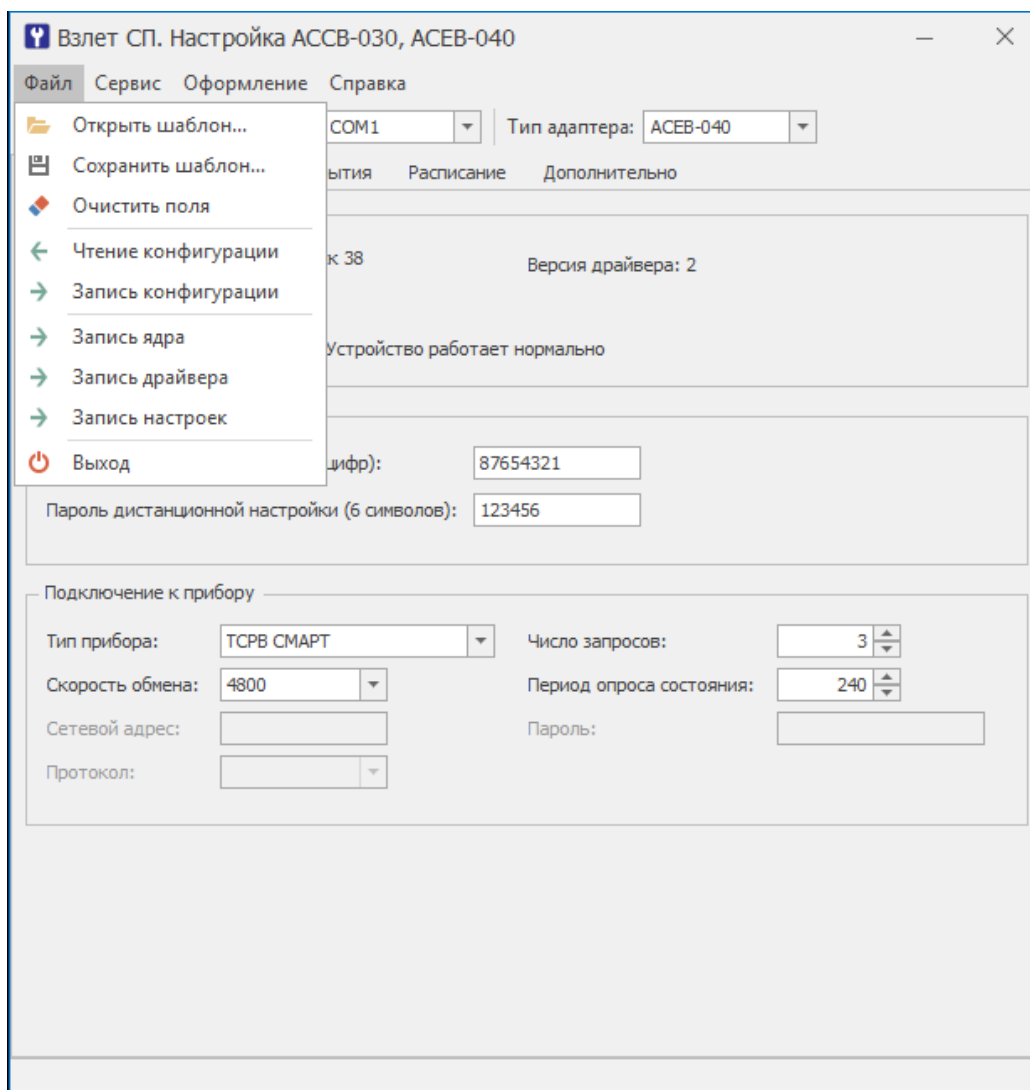 Взлет СП. Настройка АССВ-030, АСЕВ-040
Файл Сервис Оформление Справка
Открыть шаблон... COM1 Тип адаптера: АСЕВ-040
Сохранить шаблон... ытия Расписание Дополнительно
Очистить поля
Чтение конфигурации к 38 Версия драйвера: 2
Запись конфигурации
Запись ядра Устройство работает нормально
Запись драйвера
Запись настроек
Выход цифр): 87654321
Пароль дистанционной настройки (6 символов): 123456
Подключение к прибору
Тип прибора: ТСРВ СМАРТ Число запросов: 3
Скорость обмена: 4800 Период опроса состояния: 240
Сетевой адрес: Пароль:
Протокол: